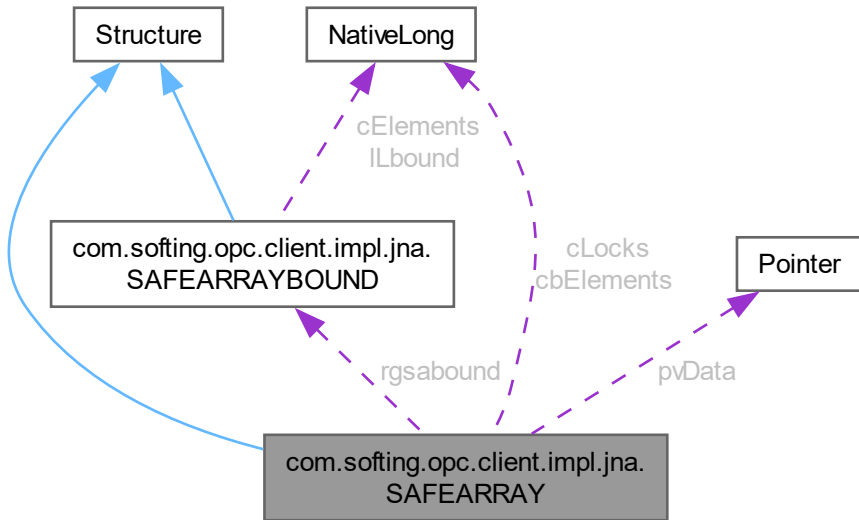 Structure
NativeLong
cElements
lLbound
com.softing.opc.client.impl.jna.
SAFEARRAYBOUND
cLocks
cbElements
Pointer
rgsabound
pvData
com.softing.opc.client.impl.jna.
SAFEARRAY